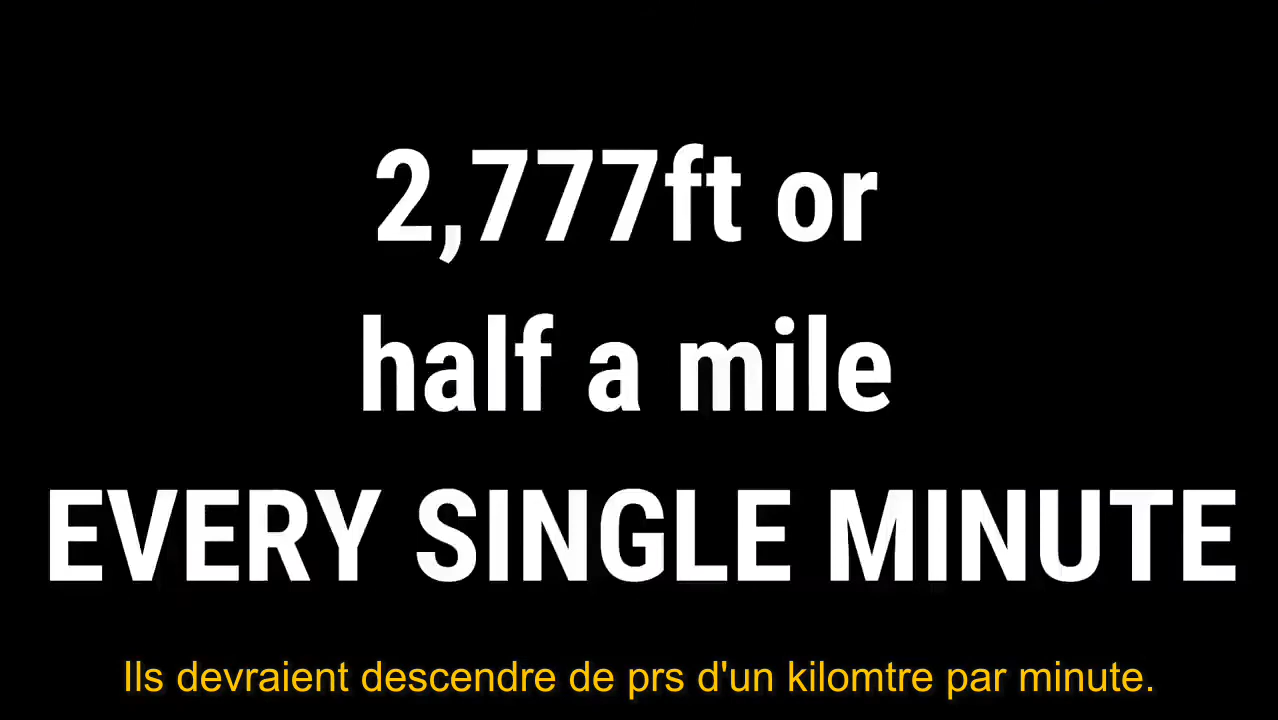 2,777ft or
half a mile
EVERY SINGLE MINUTE
Ils devraient descendre de prs d'un kilomtre par minute.